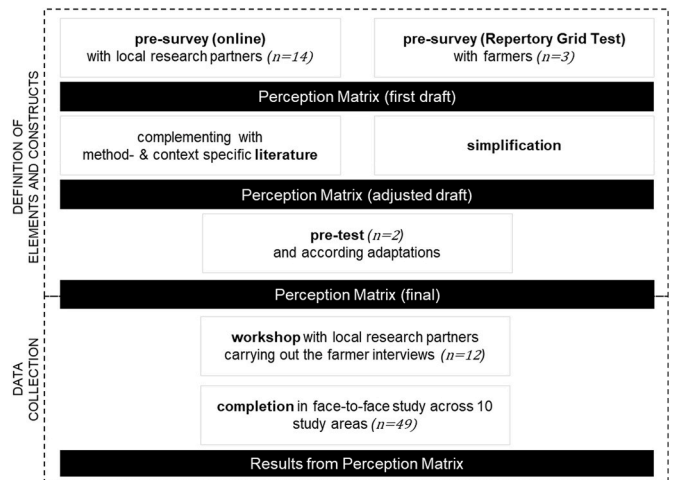 DEFINITION OF
ELEMENTS AND CONSTRUCTS
pre-survey (online)
with local research partners (n=14)
pre-survey (Repertory Grid Test)
with farmers (n=3)
Perception Matrix (first draft)
complementing with
method- & context specific literature
simplification
Perception Matrix (adjusted draft)
pre-test (n=2)
and according adaptations
Perception Matrix (final)
DATA
COLLECTION
workshop with local research partners
carrying out the farmer interviews (n=12)
completion in face-to-face study across 10
study areas (n=49)
Results from Perception Matrix